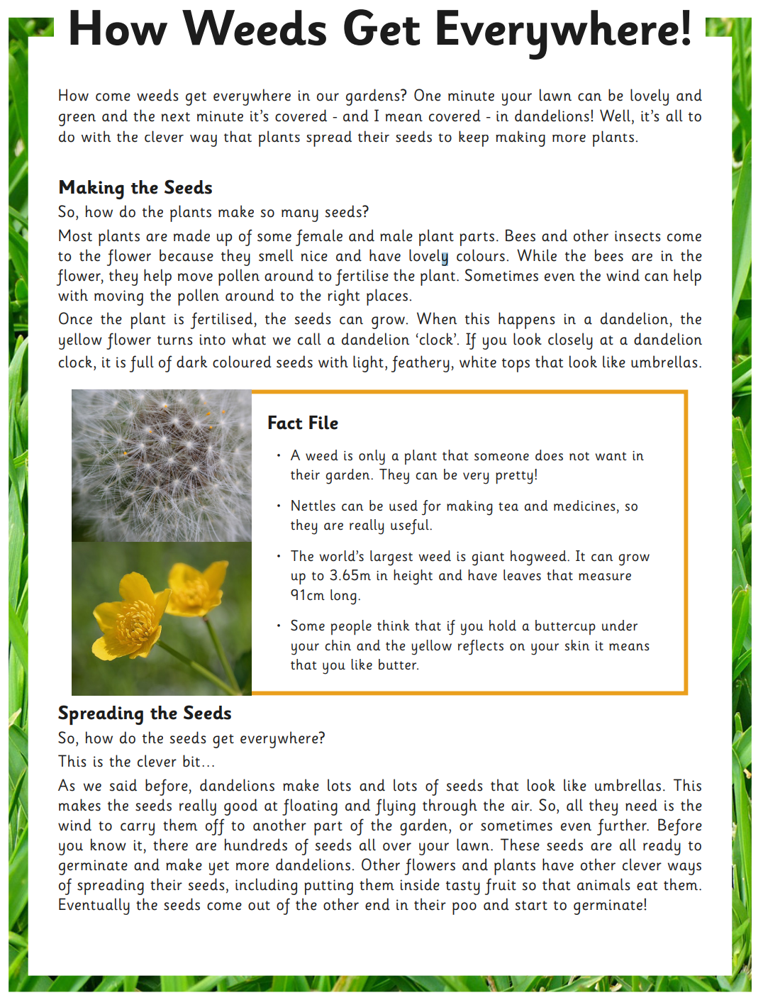 How Weeds Get Everywhere!
How come weeds get everywhere in our gardens? One minute your lawn can be lovely and
green and the next minute it’s covered - and I mean covered - in dandelions! Well, it’s all to
do with the clever way that plants spread their seeds to keep making more plants.
Making the Seeds
So, how do the plants make so many seeds?
Most plants are made up of some female and male plant parts. Bees and other insects come
to the flower because they smell nice and have lovely colours. While the bees are in the
flower, they help move pollen around to fertilise the plant. Sometimes even the wind can help
with moving the pollen around to the right places.
Once the plant is fertilised, the seeds can grow. When this happens in a dandelion, the
yellow flower turns into what we call a dandelion ‘clock’. If you look closely at a dandelion
clock, it is full of dark coloured seeds with light, feathery, white tops that look like umbrellas.
Fact File
• A weed is only a plant that someone does not want in
their garden. They can be very pretty!
• Nettles can be used for making tea and medicines, so
they are really useful.
• The world’s largest weed is giant hogweed. It can grow
up to 3.65m in height and have leaves that measure
91cm long.
• Some people think that if you hold a buttercup under
your chin and the yellow reflects on your skin it means
that you like butter.
Spreading the Seeds
So, how do the seeds get everywhere?
This is the clever bit...
As we said before, dandelions make lots and lots of seeds that look like umbrellas. This
makes the seeds really good at floating and flying through the air. So, all they need is the
wind to carry them off to another part of the garden, or sometimes even further. Before
you know it, there are hundreds of seeds all over your lawn. These seeds are all ready to
germinate and make yet more dandelions. Other flowers and plants have other clever ways
of spreading their seeds, including putting them inside tasty fruit so that animals eat them.
Eventually the seeds come out of the other end in their poo and start to germinate!